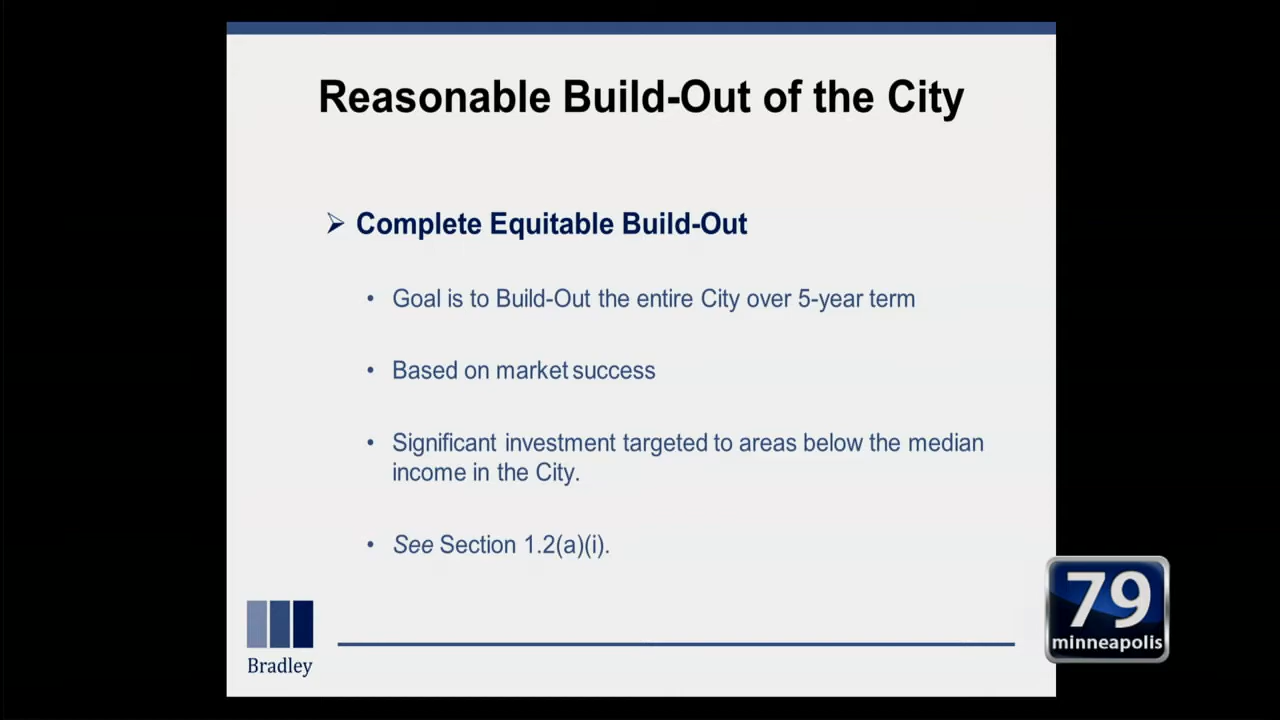 Reasonable Build-Out of the City
➢ Complete Equitable Build-Out
• Goal is to Build-Out the entire City over 5-year term
• Based on market success
• Significant investment targeted to areas below the median
income in the City.
• See Section 1.2(a)(i).
Bradley
79
minneapolis